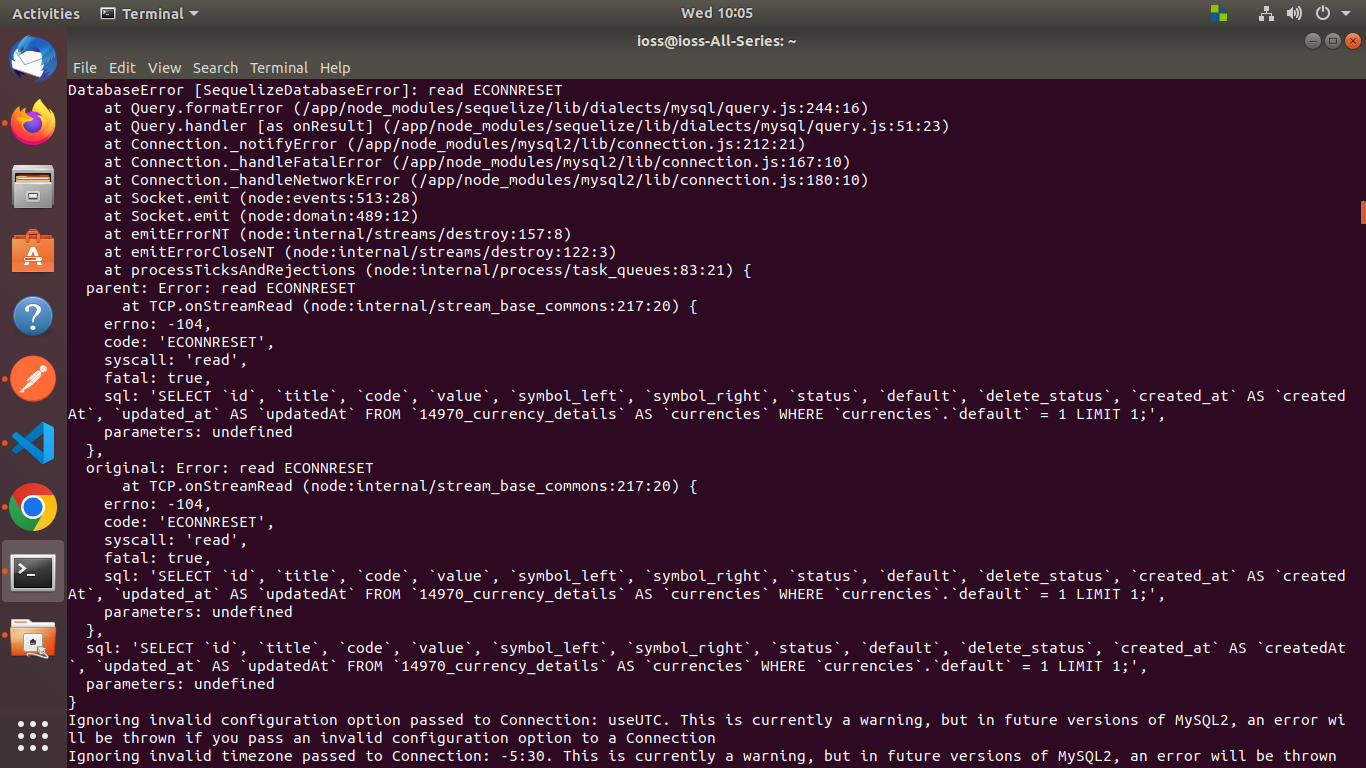 Activities Terminal Wed 10:05
ioss@ioss-All-Series: ~
File Edit View Search Terminal Help
DatabaseError [SequelizeDatabaseError]: read ECONNRESET
    at Query.formatError (/app/node_modules/sequelize/lib/dialects/mysql/query.js:244:16)
    at Query.handler [as onResult] (/app/node_modules/sequelize/lib/dialects/mysql/query.js:51:23)
    at Connection._notifyError (/app/node_modules/mysql2/lib/connection.js:212:21)
    at Connection._handleFatalError (/app/node_modules/mysql2/lib/connection.js:167:10)
    at Connection._handleNetworkError (/app/node_modules/mysql2/lib/connection.js:180:10)
    at Socket.emit (node:events:513:28)
    at Socket.emit (node:domain:489:12)
    at emitErrorNT (node:internal/streams/destroy:157:8)
    at emitErrorCloseNT (node:internal/streams/destroy:122:3)
    at processTicksAndRejections (node:internal/process/task_queues:83:21) {
  parent: Error: read ECONNRESET
      at TCP.onStreamRead (node:internal/stream_base_commons:217:20) {
    errno: -104,
    code: 'ECONNRESET',
    syscall: 'read',
    fatal: true,
    sql: 'SELECT `id`, `title`, `code`, `value`, `symbol_left`, `symbol_right`, `status`, `default`, `delete_status`, `created_at` AS `created
At`, `updated_at` AS `updatedAt` FROM `14970_currency_details` AS `currencies` WHERE `currencies`.`default` = 1 LIMIT 1;',
    parameters: undefined
  },
  original: Error: read ECONNRESET
      at TCP.onStreamRead (node:internal/stream_base_commons:217:20) {
    errno: -104,
    code: 'ECONNRESET',
    syscall: 'read',
    fatal: true,
    sql: 'SELECT `id`, `title`, `code`, `value`, `symbol_left`, `symbol_right`, `status`, `default`, `delete_status`, `created_at` AS `created
At`, `updated_at` AS `updatedAt` FROM `14970_currency_details` AS `currencies` WHERE `currencies`.`default` = 1 LIMIT 1;',
    parameters: undefined
  },
  sql: 'SELECT `id`, `title`, `code`, `value`, `symbol_left`, `symbol_right`, `status`, `default`, `delete_status`, `created_at` AS `createdAt
`, `updated_at` AS `updatedAt` FROM `14970_currency_details` AS `currencies` WHERE `currencies`.`default` = 1 LIMIT 1;',
  parameters: undefined
}
Ignoring invalid configuration option passed to Connection: useUTC. This is currently a warning, but in future versions of MySQL2, an error wi
ll be thrown if you pass an invalid configuration option to a Connection
Ignoring invalid timezone passed to Connection: -5:30. This is currently a warning, but in future versions of MySQL2, an error will be thrown